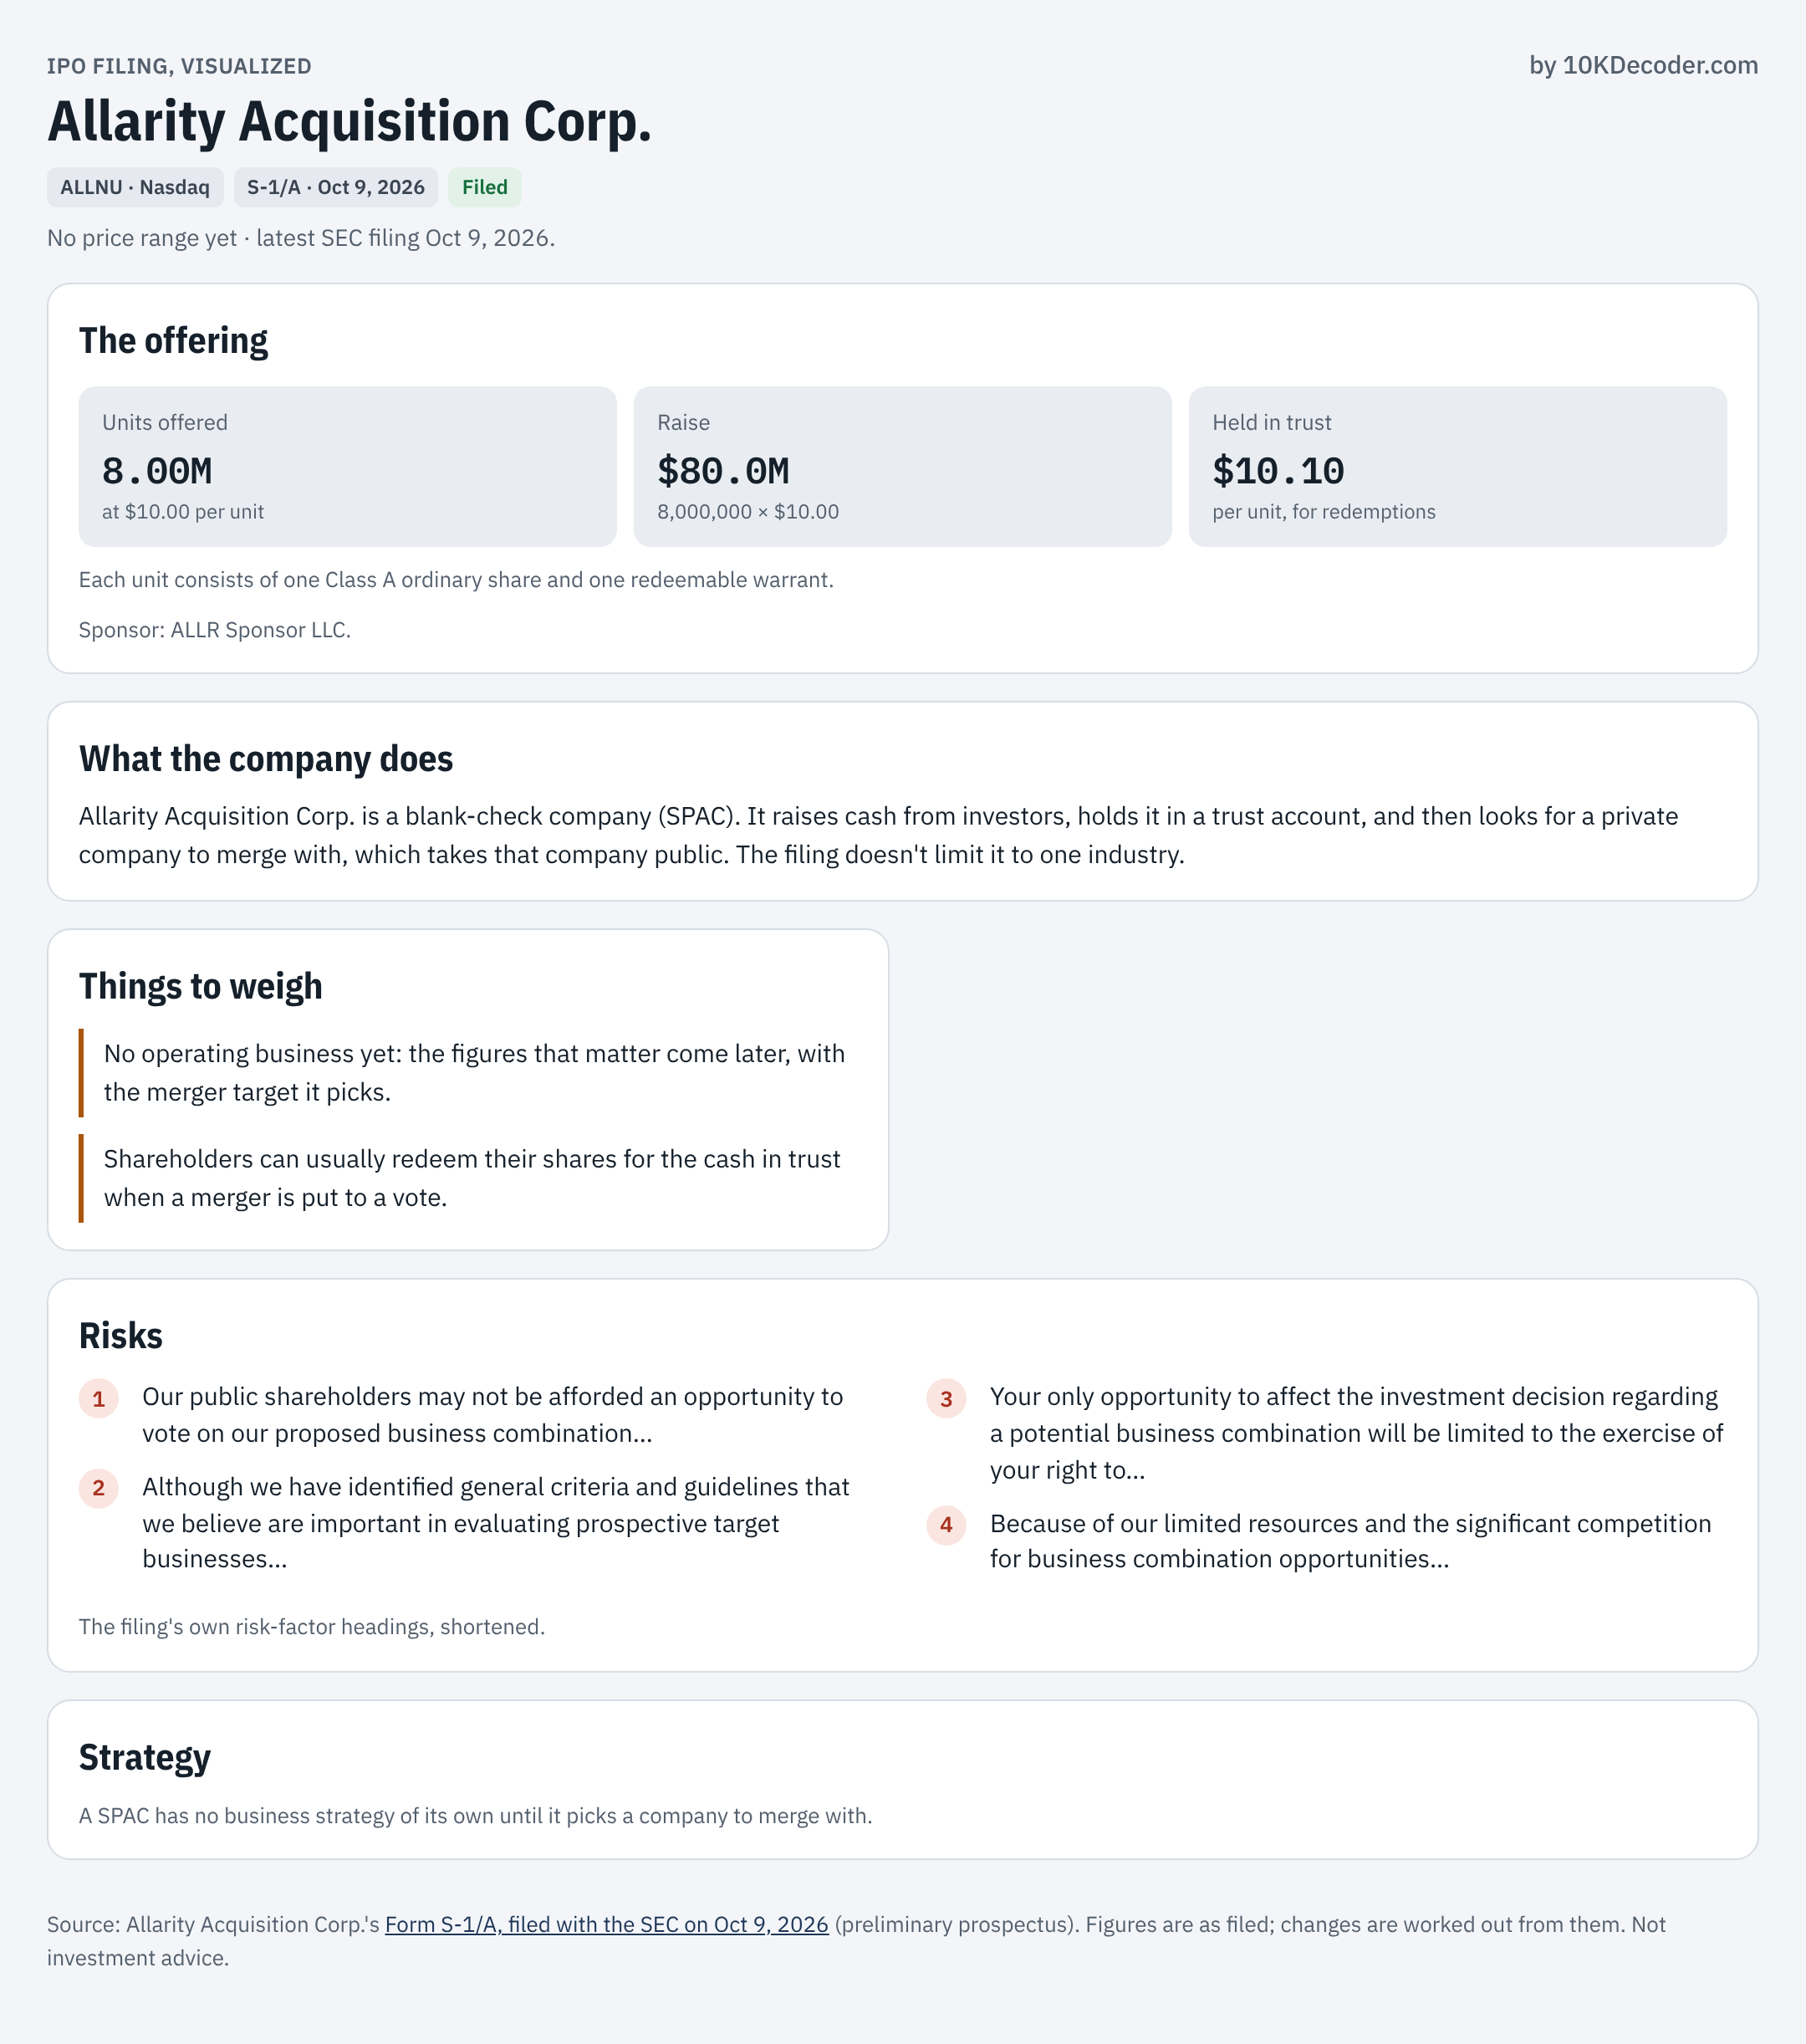 IPO FILING, VISUALIZED
by 10KDecoder.com
Allarity Acquisition Corp.
ALLNU · Nasdaq
S-1/A · Oct 9, 2026
Filed
No price range yet · latest SEC filing Oct 9, 2026.
The offering
Units offered
8.00M
at $10.00 per unit
Raise
$80.0M
8,000,000 × $10.00
Held in trust
$10.10
per unit, for redemptions
Each unit consists of one Class A ordinary share and one redeemable warrant.
Sponsor: ALLR Sponsor LLC.
What the company does
Allarity Acquisition Corp. is a blank-check company (SPAC). It raises cash from investors, holds it in a trust account, and then looks for a private
company to merge with, which takes that company public. The filing doesn't limit it to one industry.
Things to weigh
No operating business yet: the figures that matter come later, with
the merger target it picks.
Shareholders can usually redeem their shares for the cash in trust
when a merger is put to a vote.
Risks
1
Our public shareholders may not be afforded an opportunity to
vote on our proposed business combination…
2
Although we have identified general criteria and guidelines that
we believe are important in evaluating prospective target
businesses…
3
Your only opportunity to affect the investment decision regarding
a potential business combination will be limited to the exercise of
your right to…
4
Because of our limited resources and the significant competition
for business combination opportunities…
The filing's own risk-factor headings, shortened.
Strategy
A SPAC has no business strategy of its own until it picks a company to merge with.
Source: Allarity Acquisition Corp.'s Form S-1/A, filed with the SEC on Oct 9, 2026 (preliminary prospectus). Figures are as filed; changes are worked out from them. Not
investment advice.